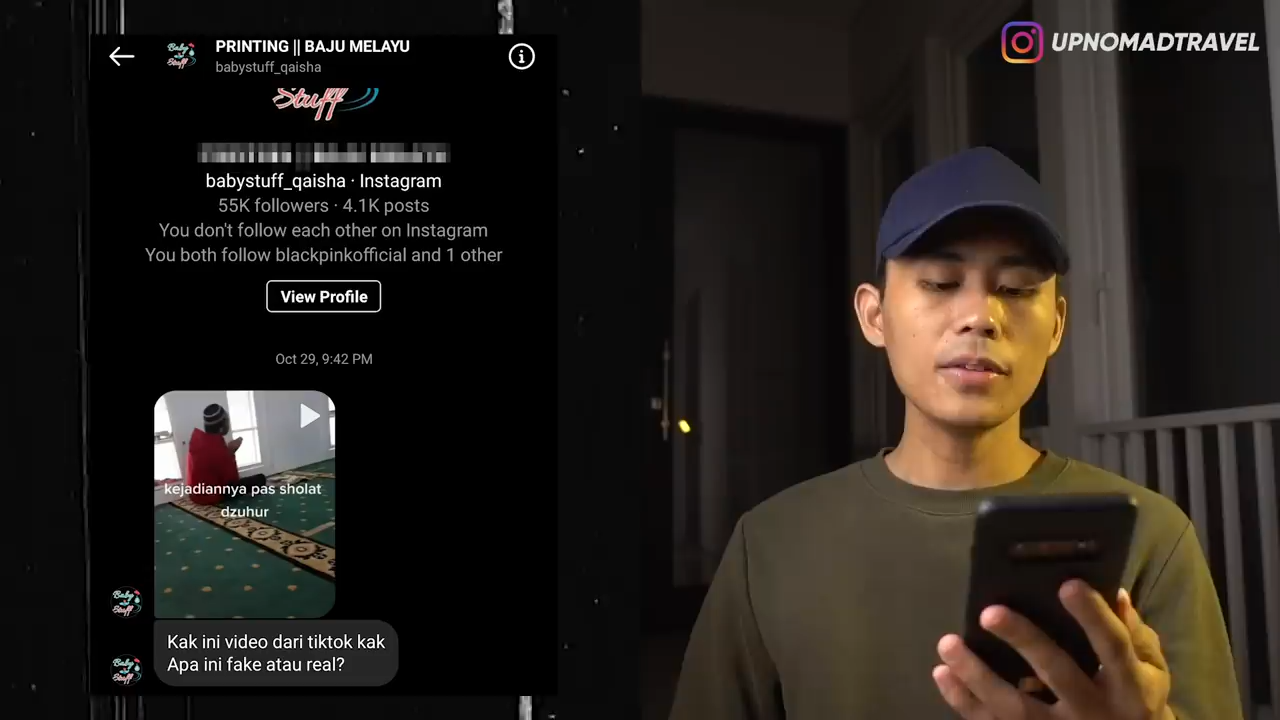 PRINTING || BAJU MELAYU
babystuff_qaisha
Stuff
babystuff_qaisha · Instagram
55K followers · 4.1K posts
You don't follow each other on Instagram
You both follow blackpinkofficial and 1 other
View Profile
Oct 29, 9:42 PM
kejadiannya pas sholat
dzuhur
Kak ini video dari tiktok kak
Apa ini fake atau real?
UPNOMADTRAVEL